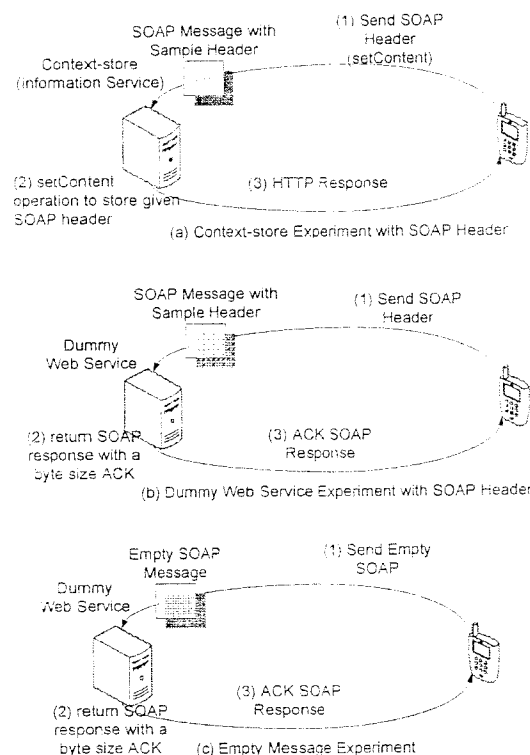 SOAP Message with
Sample Header
(1) Send SOAP
Header
(setContent)
Context-store
(information Service)
(2) setContent
operation to store given
SOAP header
(3) HTTP Response
(a) Context-store Experiment with SOAP Header
SOAP Message with
Sample Header
(1) Send SOAP
Header
Dummy
Web Service
(2) return SOAP
response with a
byte size ACK
(3) ACK SOAP
Response
(b) Dummy Web Service Experiment with SOAP Header
Empty SOAP
Message
(1) Send Empty
SOAP
Dummy
Web Service
(2) return SOAP
response with a
byte size ACK
(3) ACK SOAP
Response
(c) Empty Message Experiment